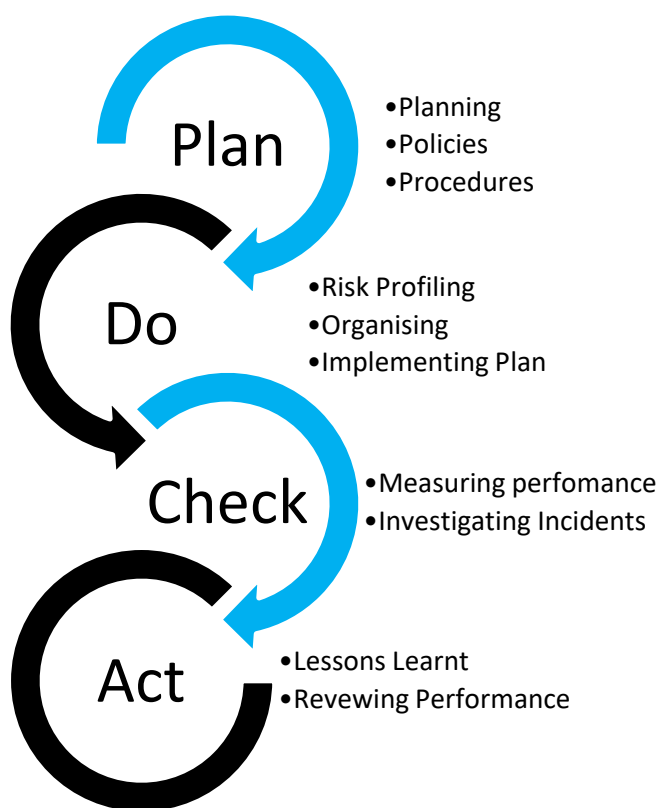 Plan
•Planning
•Policies
•Procedures
Do
•Risk Profiling
•Organising
•Implementing Plan
Check
•Measuring perfomance
•Investigating Incidents
Act
•Lessons Learnt
•Revewing Performance